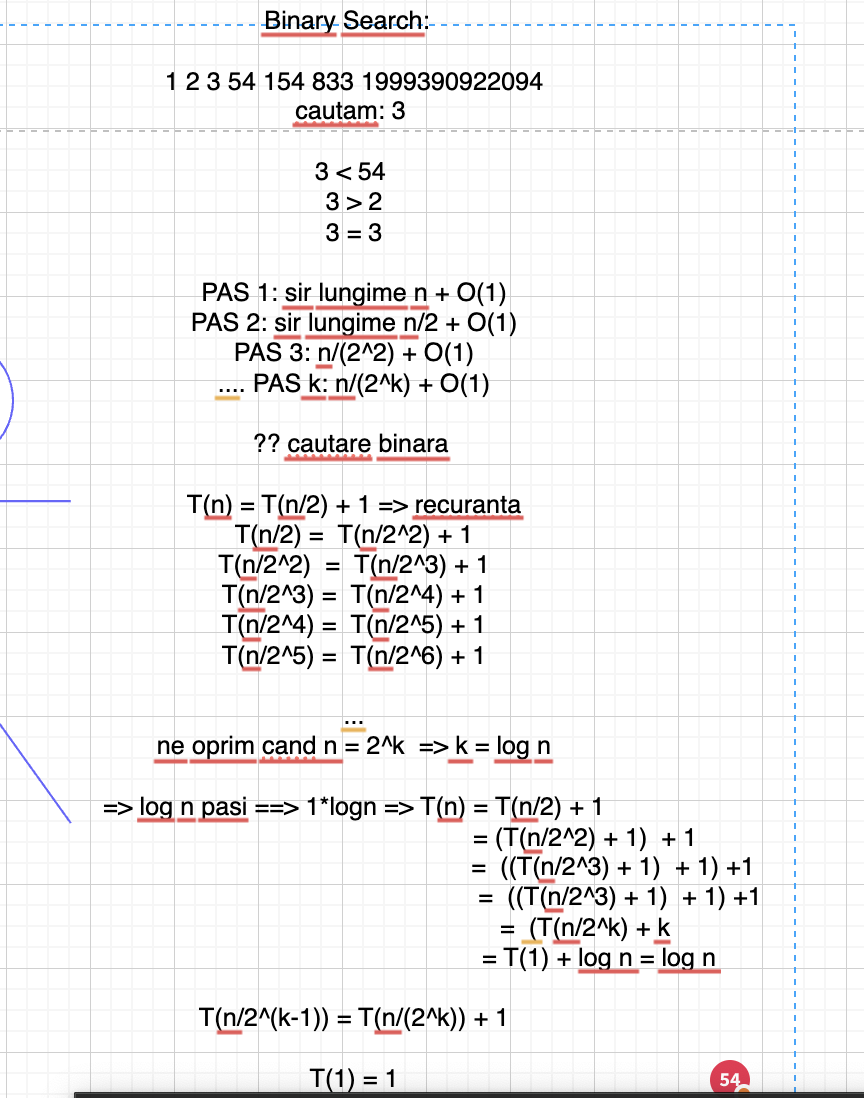 Binary Search:
1 2 3 54 154 833 1999390922094
cautam: 3
3 < 54
3 > 2
3 = 3
PAS 1: sir lungime n + O(1)
PAS 2: sir lungime n/2 + O(1)
PAS 3: n/(2^2) + O(1)
.... PAS k: n/(2^k) + O(1)
?? cautare binara
T(n) = T(n/2) + 1 => recuranta
T(n/2) = T(n/2^2) + 1
T(n/2^2) = T(n/2^3) + 1
T(n/2^3) = T(n/2^4) + 1
T(n/2^4) = T(n/2^5) + 1
T(n/2^5) = T(n/2^6) + 1
...
ne oprim cand n = 2^k => k = log n
=> log n pasi ==> 1*logn => T(n) = T(n/2) + 1
= (T(n/2^2) + 1) + 1
= ((T(n/2^3) + 1) + 1) +1
= ((T(n/2^3) + 1) + 1) +1
= (T(n/2^k) + k
= T(1) + log n = log n
T(n/2^(k-1)) = T(n/(2^k)) + 1
T(1) = 1
54